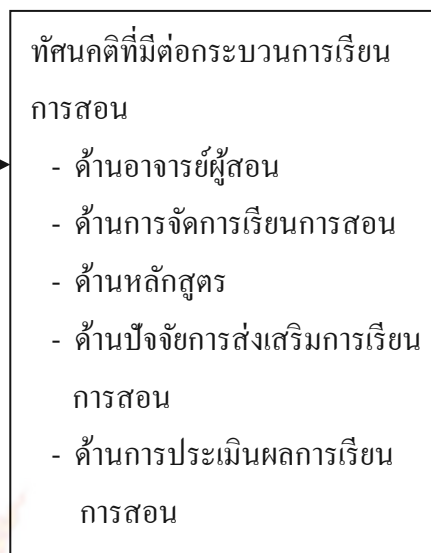 ทัศนคติที่มีต่อกระบวนการเรียน
การสอน
- ด้านอาจารย์ผู้สอน
- ด้านการจัดการเรียนการสอน
- ด้านหลักสูตร
- ด้านปัจจัยการส่งเสริมการเรียน
การสอน
- ด้านการประเมินผลการเรียน
การสอน